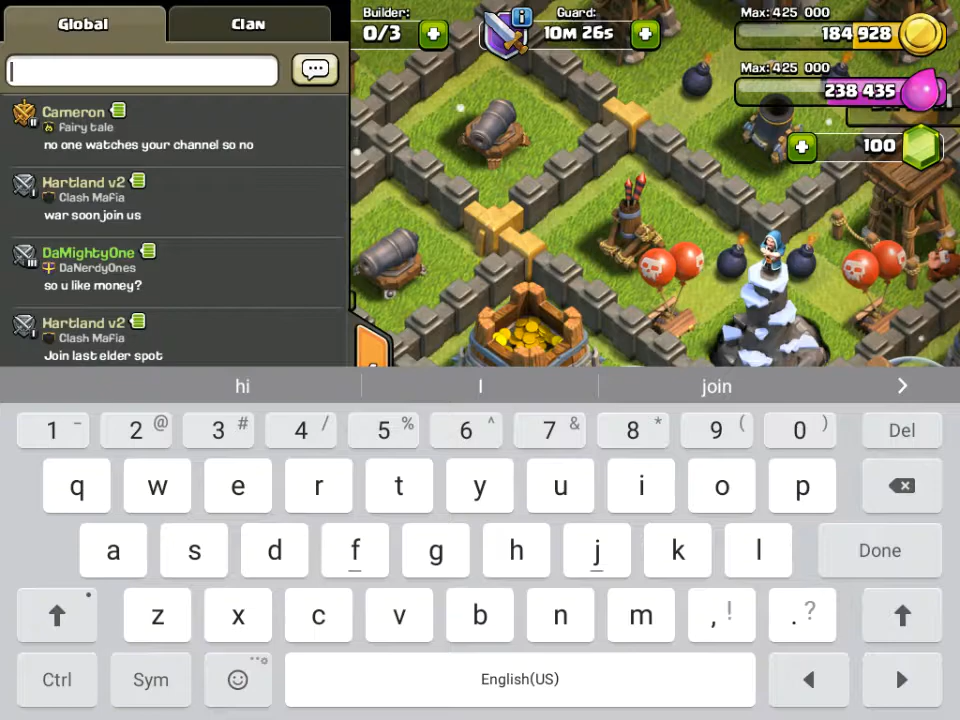 Global
Clan
Cameron
Fairy tale
no one watches your channel so no
Hartland v2
Clash MaFia
war soon,join us
DaMightyOne
DaNerdyOnes
so u like money?
Hartland v2
Clash MaFia
Join last elder spot
Builder:
0/3
Guard:
10M 26s
Max: 425 000
184 928
Max: 425 000
238 435
100
hi
I
join
1 - 2 @ 3 # 4 / 5 % 6 ^ 7 & 8 * 9 ( 0 ) Del
q w e r t y u i o p
a s d f g h j k l Done
z x c v b n m , ! . ?
Ctrl Sym English(US)